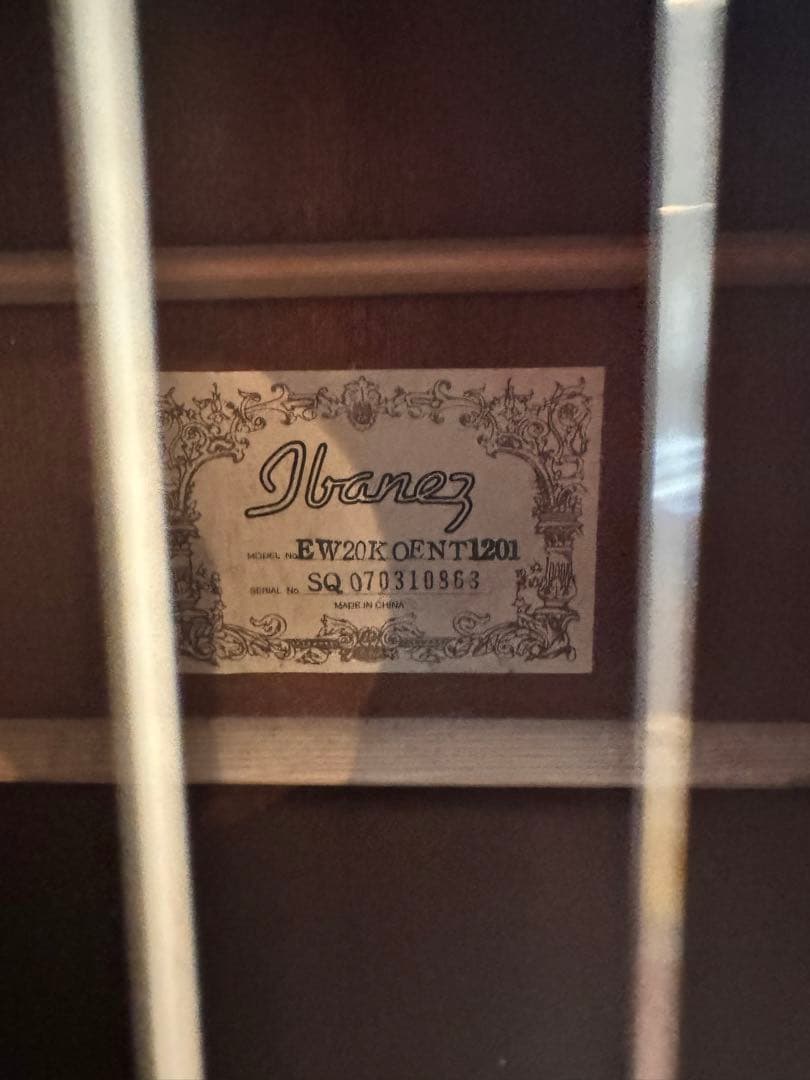 Ibanez
MODEL No. EW20KOENT1201
SERIAL No. SQ 070310863
MADE IN CHINA